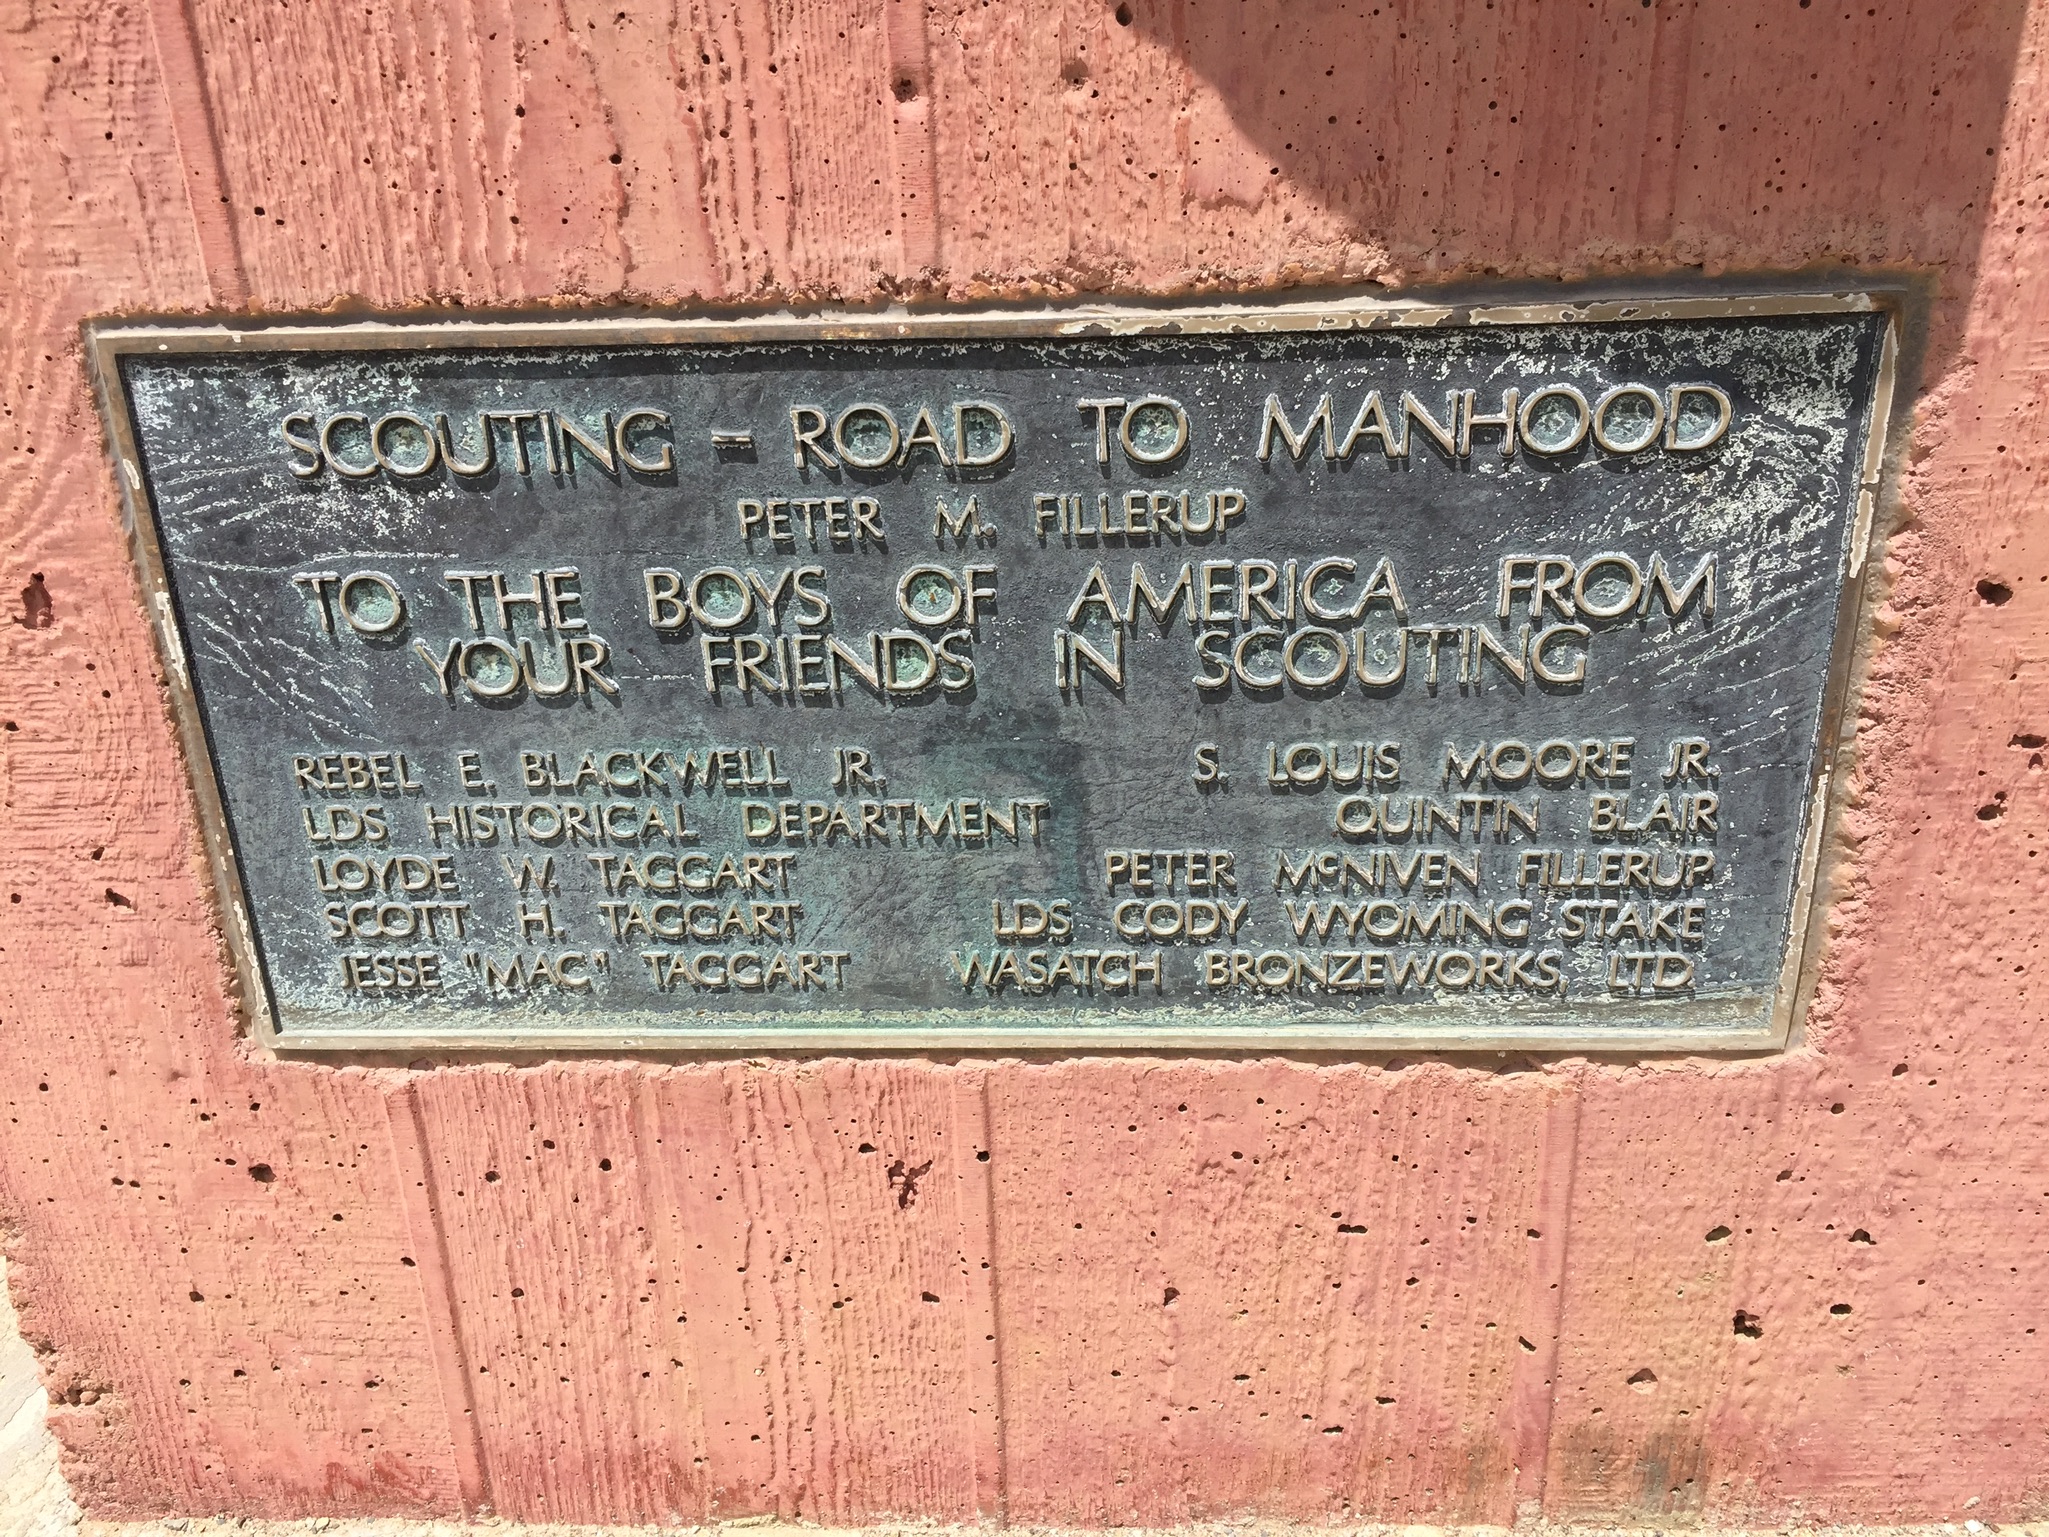 SCOUTING - ROAD TO MANHOOD
PETER M. FILLERUP
TO THE BOYS OF AMERICA FROM
YOUR FRIENDS IN SCOUTING
REBEL E. BLACKWELL JR.
LDS HISTORICAL DEPARTMENT
LOYDE W. TAGGART
SCOTT H. TAGGART
JESSE "MAC" TAGGART
S. LOUIS MOORE JR.
QUINTIN BLAIR
PETER McNIVEN FILLERUP
LDS CODY WYOMING STAKE
WASATCH BRONZEWORKS, LTD.